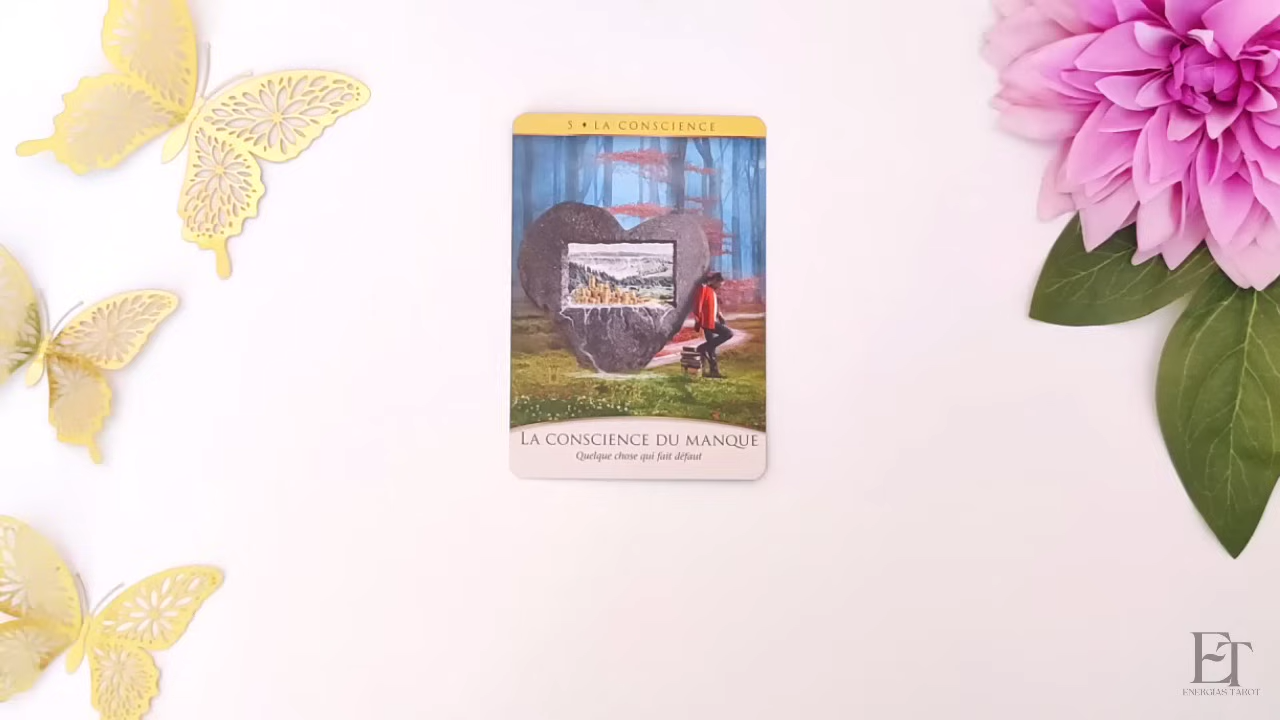 5 ♦ LA CONSCIENCE
LA CONSCIENCE DU MANQUE
Quelque chose qui fait défaut
ET
ENERGIAS TAROT